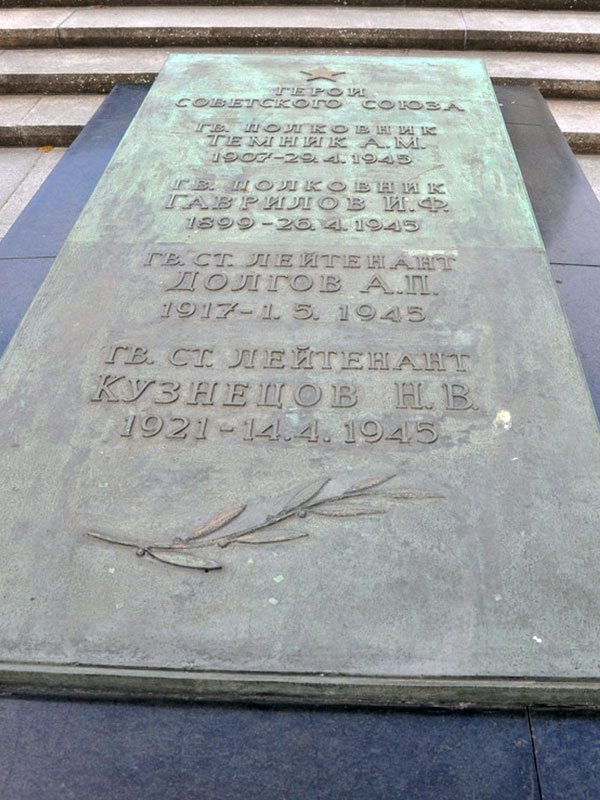 ГЕРОИ
СОВЕТСКОГО СОЮЗА
ГВ. ПОЛКОВНИК
ТЕМНИК А.М.
1907-29.4.1945
ГВ. ПОЛКОВНИК
ГАВРИЛОВ И.Ф.
1899-26.4.1945
ГВ. СТ. ЛЕЙТЕНАНТ
ДОЛГОВ А.П.
1917-1.5.1945
ГВ. СТ. ЛЕЙТЕНАНТ
КУЗНЕЦОВ Н.В.
1921-14.4.1945